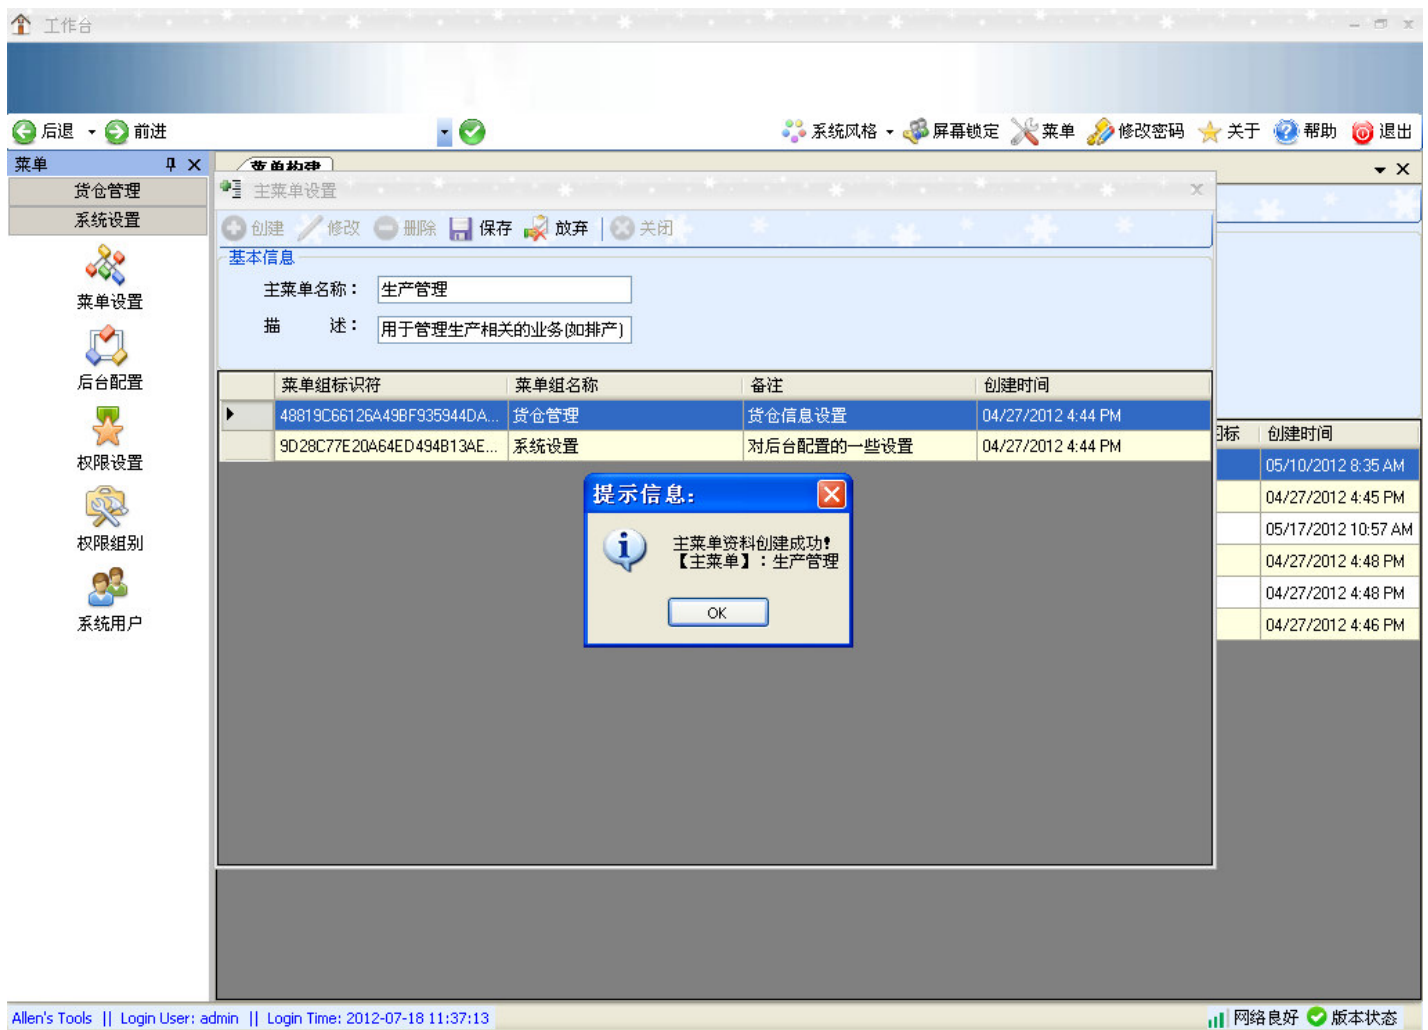 工作台
后退 前进 系统风格 屏幕锁定 菜单 修改密码 关于 帮助 退出
菜单
菜单构建
货仓管理
系统设置
菜单设置
后台配置
权限设置
权限组别
系统用户
主菜单设置
创建 修改 删除 保存 放弃 关闭
基本信息
主菜单名称： 生产管理
描 述： 用于管理生产相关的业务(如排产)
菜单组标识符 菜单组名称 备注 创建时间
48819C66126A49BF935944DA... 货仓管理 货仓信息设置 04/27/2012 4:44 PM
9D28C77E20A64ED494B13AE... 系统设置 对后台配置的一些设置 04/27/2012 4:44 PM
提示信息:
主菜单资料创建成功!
【主菜单】：生产管理
OK
图标 创建时间
05/10/2012 8:35 AM
04/27/2012 4:45 PM
05/17/2012 10:57 AM
04/27/2012 4:48 PM
04/27/2012 4:48 PM
04/27/2012 4:46 PM
Allen's Tools || Login User: admin || Login Time: 2012-07-18 11:37:13
网络良好 版本状态